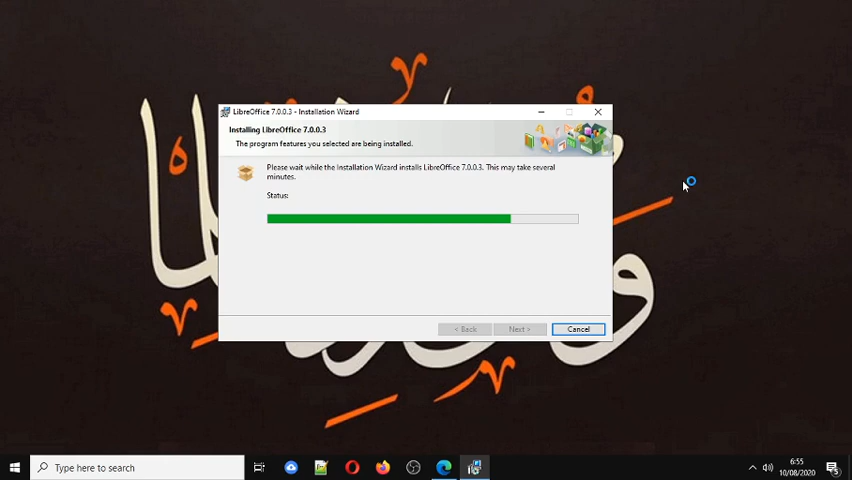 LibreOffice 7.0.0.3 - Installation Wizard
Installing LibreOffice 7.0.0.3
The program features you selected are being installed.
Please wait while the Installation Wizard installs LibreOffice 7.0.0.3. This may take several
minutes.
Status:
< Back
Next >
Cancel
Type here to search
6:55
10/08/2020
5